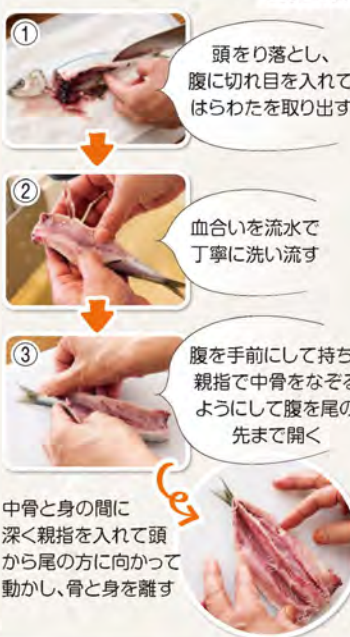 ①
頭をり落とし、
腹に切れ目を入れて
はらわたを取り出す
②
血合いを流水で
丁寧に洗い流す
③
腹を手前にして持ち
親指で中骨をなぞる
ようにして腹を尾の
先まで開く
中骨と身の間に
深く親指を入れて頭
から尾の方に向かって
動かし、骨と身を離す